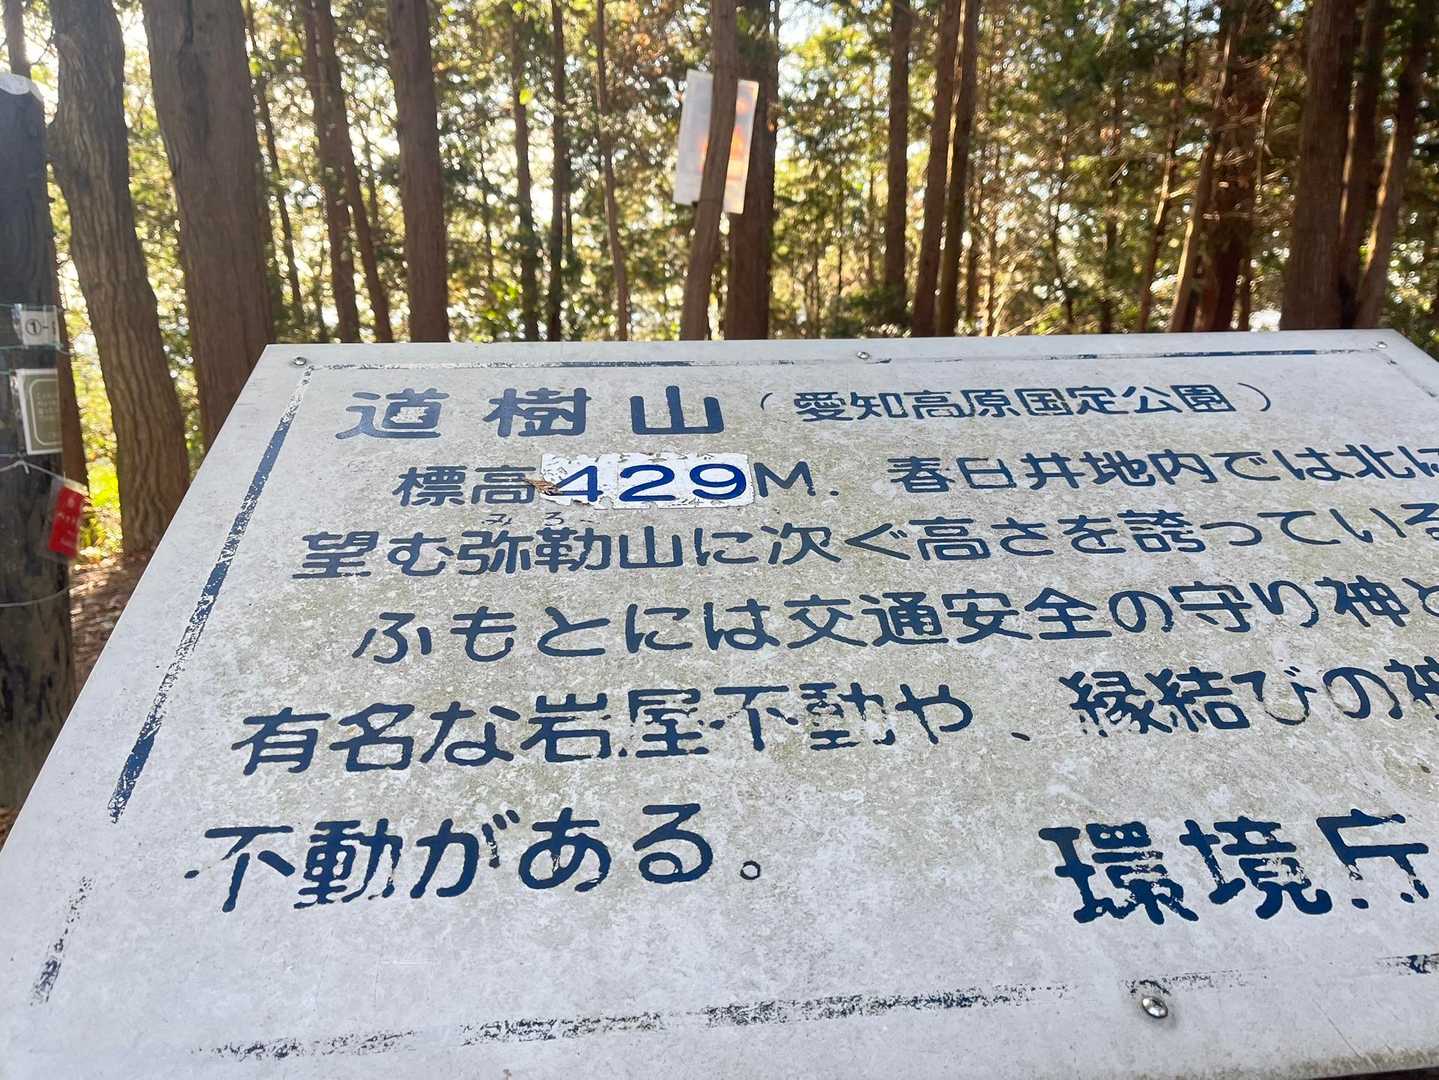 道樹山（愛知高原国定公園）
標高429M. 春日井地内では北に
みろく
望む弥勒山に次ぐ高さを誇っている
ふもとには交通安全の守り神と
有名な岩屋不動や、縁結びの神
不動がある。
環境庁